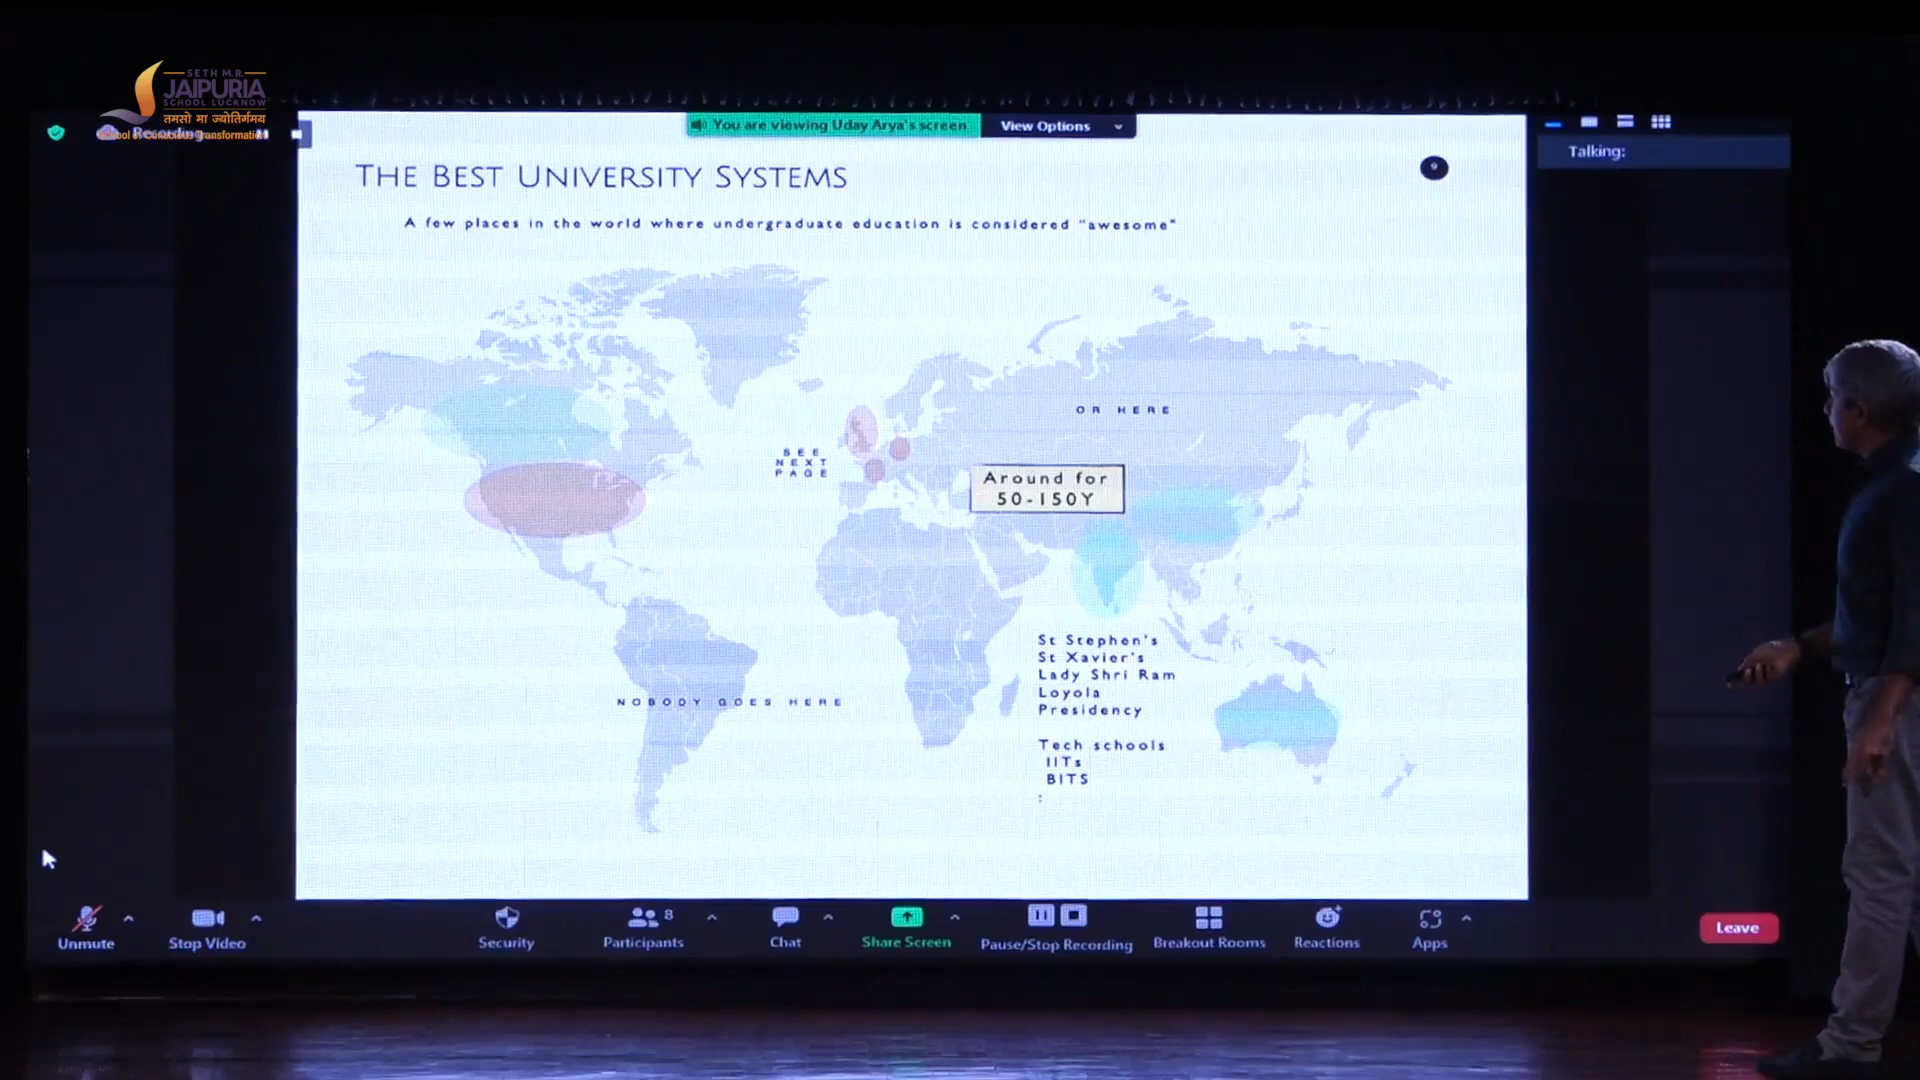 SETH M.R.
JAIPURIA
SCHOOL LUCKNOW
तमसो मा ज्योतिर्गमय
School of Conscious Transformation
Recording
You are viewing Uday Arya's screen
View Options
Talking:
THE BEST UNIVERSITY SYSTEMS
9
A few places in the world where undergraduate education is considered "awesome"
OR HERE
SEE
NEXT
PAGE
Around for
50-150Y
St Stephen's
St Xavier's
Lady Shri Ram
Loyola
Presidency
NOBODY GOES HERE
Tech schools
IITs
BITS
:
Unmute
Stop Video
Security
8
Participants
Chat
Share Screen
Pause/Stop Recording
Breakout Rooms
Reactions
Apps
Leave